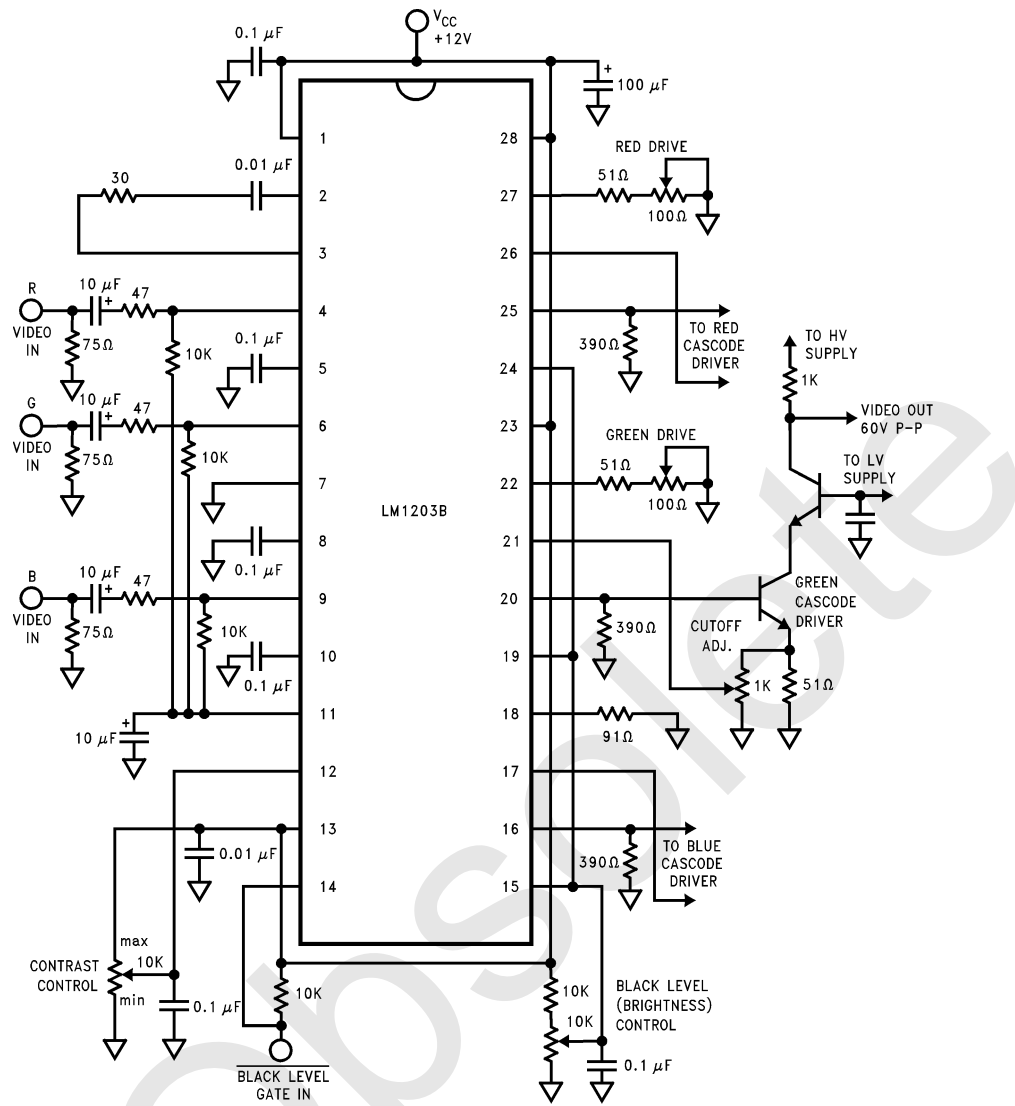 V_CC
+12V
0.1 μF
100 μF
1
28
0.01 μF
RED DRIVE
30
51Ω
2
27
100Ω
3
26
10 μF
47
R
+
4
25
VIDEO
IN
75Ω
10K
0.1 μF
390Ω
TO RED
CASCODE
DRIVER
TO HV
SUPPLY
5
24
1K
10 μF
47
G
+
6
23
VIDEO OUT
60V P-P
VIDEO
IN
75Ω
10K
GREEN DRIVE
51Ω
TO LV
SUPPLY
7
22
100Ω
LM1203B
8
21
0.1 μF
10 μF
47
B
+
9
20
GREEN
CASCODE
DRIVER
VIDEO
IN
75Ω
10K
390Ω
CUTOFF
ADJ.
10
19
0.1 μF
1K
51Ω
11
18
+
10 μF
91Ω
12
17
13
16
0.01 μF
390Ω
TO BLUE
CASCODE
DRIVER
14
15
max
CONTRAST
CONTROL
10K
min
0.1 μF
10K
10K
10K
BLACK LEVEL
(BRIGHTNESS)
CONTROL
0.1 μF
BLACK LEVEL
GATE IN
+
Obsolete